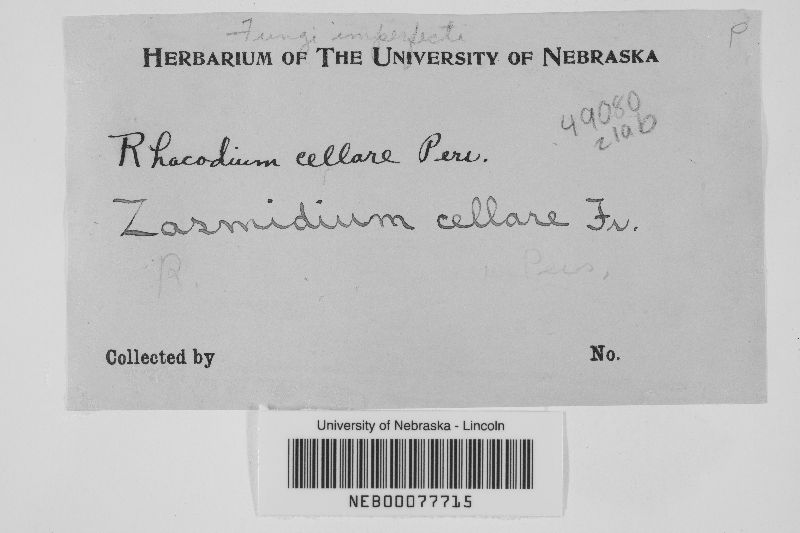 Fungi imperfecti
P
HERBARIUM OF THE UNIVERSITY OF NEBRASKA
49080
Rhacodium cellare Pers.
Zasmidium cellare Fr.
R. " Pers.
Collected by No.
University of Nebraska - Lincoln
NEB00077715